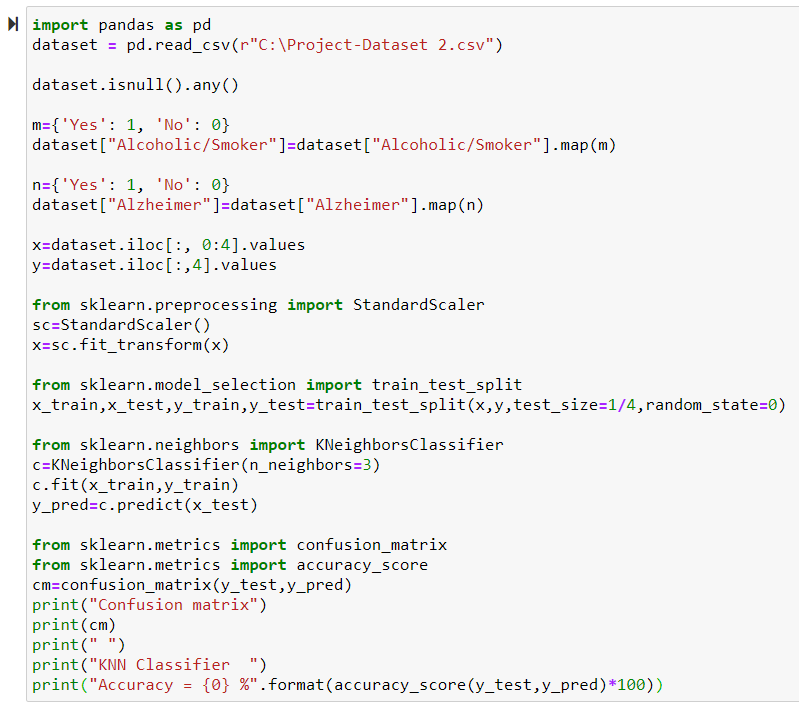 import pandas as pd
dataset = pd.read_csv(r"C:\Project-Dataset 2.csv")
dataset.isnull().any()
m={'Yes': 1, 'No': 0}
dataset["Alcoholic/Smoker"]=dataset["Alcoholic/Smoker"].map(m)
n={'Yes': 1, 'No': 0}
dataset["Alzheimer"]=dataset["Alzheimer"].map(n)
x=dataset.iloc[:, 0:4].values
y=dataset.iloc[:,4].values
from sklearn.preprocessing import StandardScaler
sc=StandardScaler()
x=sc.fit_transform(x)
from sklearn.model_selection import train_test_split
x_train,x_test,y_train,y_test=train_test_split(x,y,test_size=1/4,random_state=0)
from sklearn.neighbors import KNeighborsClassifier
c=KNeighborsClassifier(n_neighbors=3)
c.fit(x_train,y_train)
y_pred=c.predict(x_test)
from sklearn.metrics import confusion_matrix
from sklearn.metrics import accuracy_score
cm=confusion_matrix(y_test,y_pred)
print("Confusion matrix")
print(cm)
print(" ")
print("KNN Classifier  ")
print("Accuracy = {0} %".format(accuracy_score(y_test,y_pred)*100))